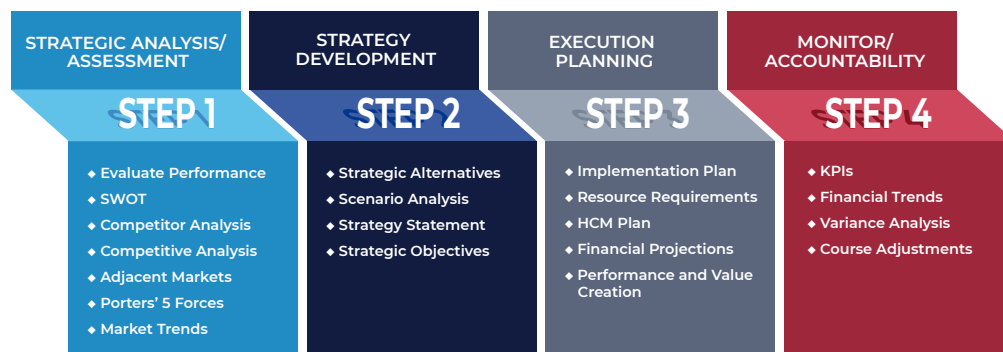 STRATEGIC ANALYSIS/
ASSESSMENT
STEP 1
◆ Evaluate Performance
◆ SWOT
◆ Competitor Analysis
◆ Competitive Analysis
◆ Adjacent Markets
◆ Porters’ 5 Forces
◆ Market Trends
STRATEGY
DEVELOPMENT
STEP 2
◆ Strategic Alternatives
◆ Scenario Analysis
◆ Strategy Statement
◆ Strategic Objectives
EXECUTION
PLANNING
STEP 3
◆ Implementation Plan
◆ Resource Requirements
◆ HCM Plan
◆ Financial Projections
◆ Performance and Value
Creation
MONITOR/
ACCOUNTABILITY
STEP 4
◆ KPIs
◆ Financial Trends
◆ Variance Analysis
◆ Course Adjustments